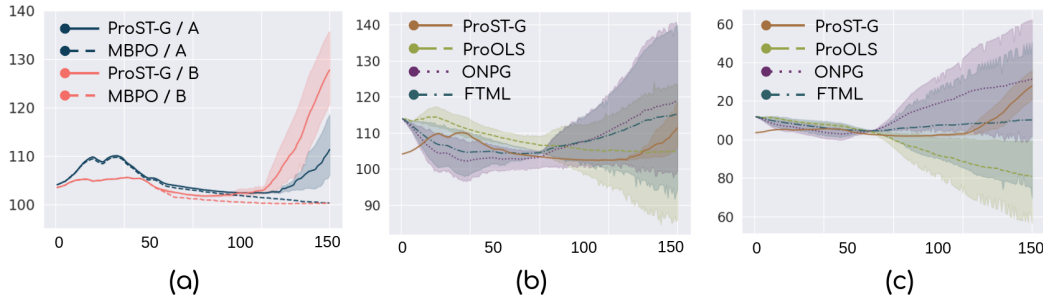 140
130
120
110
100
ProST-G / A
MBPO / A
ProST-G / B
MBPO / B
0
50
100
150
(a)
140
130
120
110
100
90
ProST-G
ProOLS
ONPG
FTML
0
50
100
150
(b)
60
40
20
00
80
60
ProST-G
ProOLS
ONPG
FTML
0
50
100
150
(c)